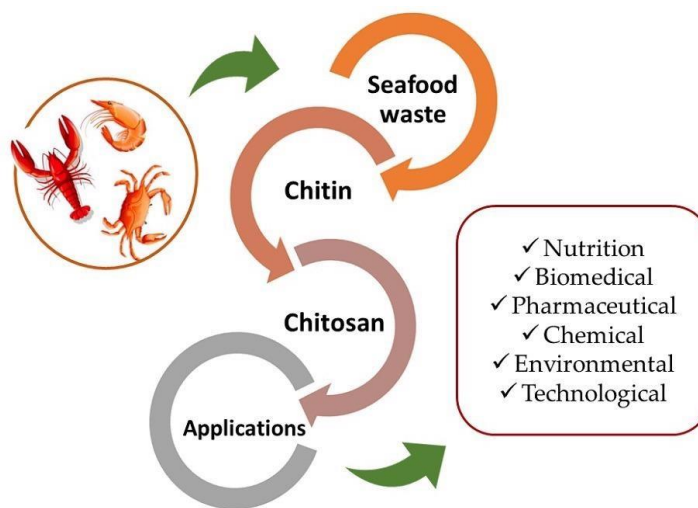 Seafood
waste
Chitin
Chitosan
Applications
✓ Nutrition
✓ Biomedical
✓ Pharmaceutical
✓ Chemical
✓ Environmental
✓ Technological